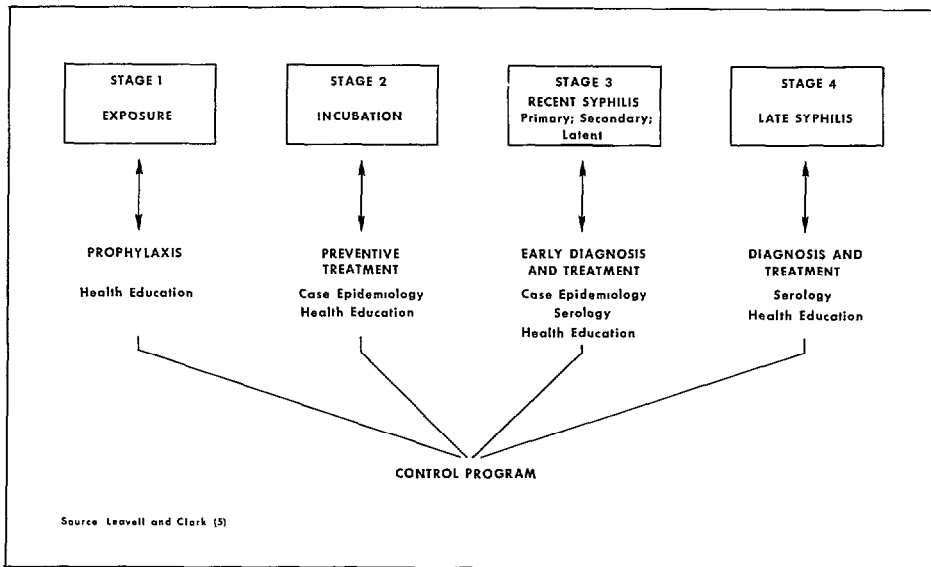 STAGE 1
EXPOSURE
STAGE 2
INCUBATION
STAGE 3
RECENT SYPHILIS
Primary; Secondary;
Latent
STAGE 4
LATE SYPHILIS
PROPHYLAXIS
Health Education
PREVENTIVE
TREATMENT
Case Epidemiology
Health Education
EARLY DIAGNOSIS
AND TREATMENT
Case Epidemiology
Serology
Health Education
DIAGNOSIS AND
TREATMENT
Serology
Health Education
CONTROL PROGRAM
Source Leavell and Clark (5)